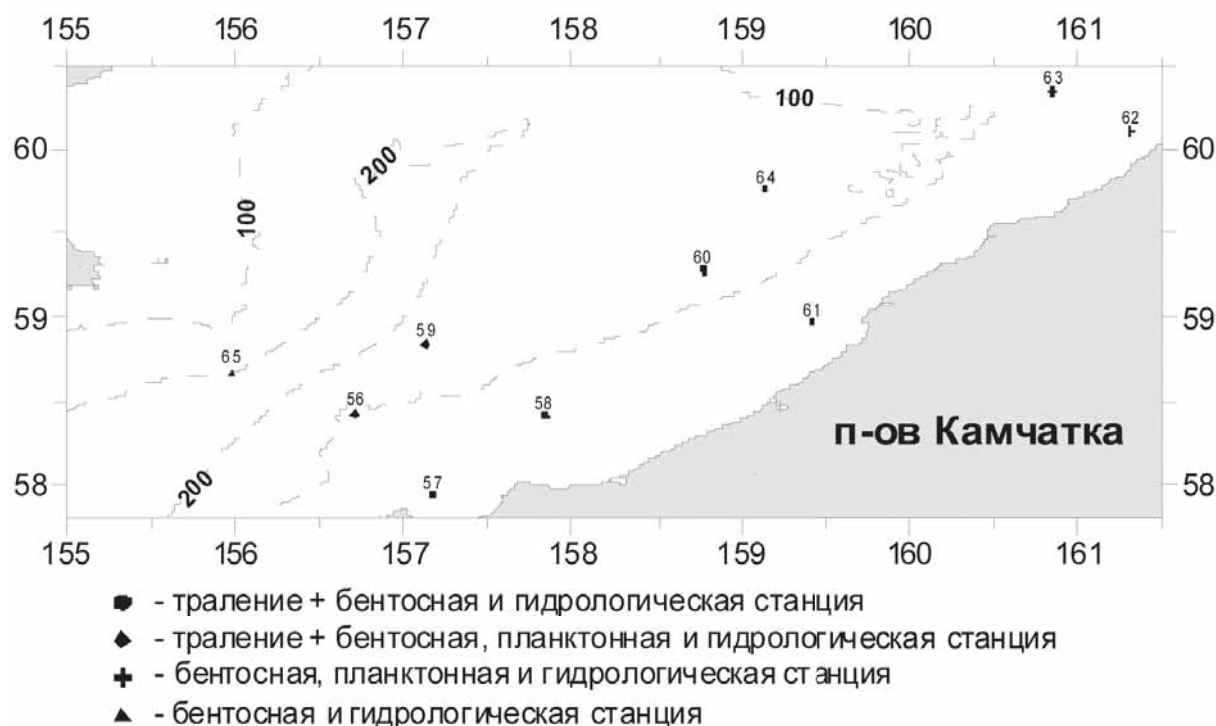 155 156 157 158 159 160 161
63
100
62
60 60
200
64
100
60
61
59 59
59
65
56
58
п-ов Камчатка
58 58
57
200
155 156 157 158 159 160 161
- траление + бентосная и гидрологическая станция
- траление + бентосная, планктонная и гидрологическая станция
- бентосная, планктонная и гидрологическая станция
- бентосная и гидрологическая станция